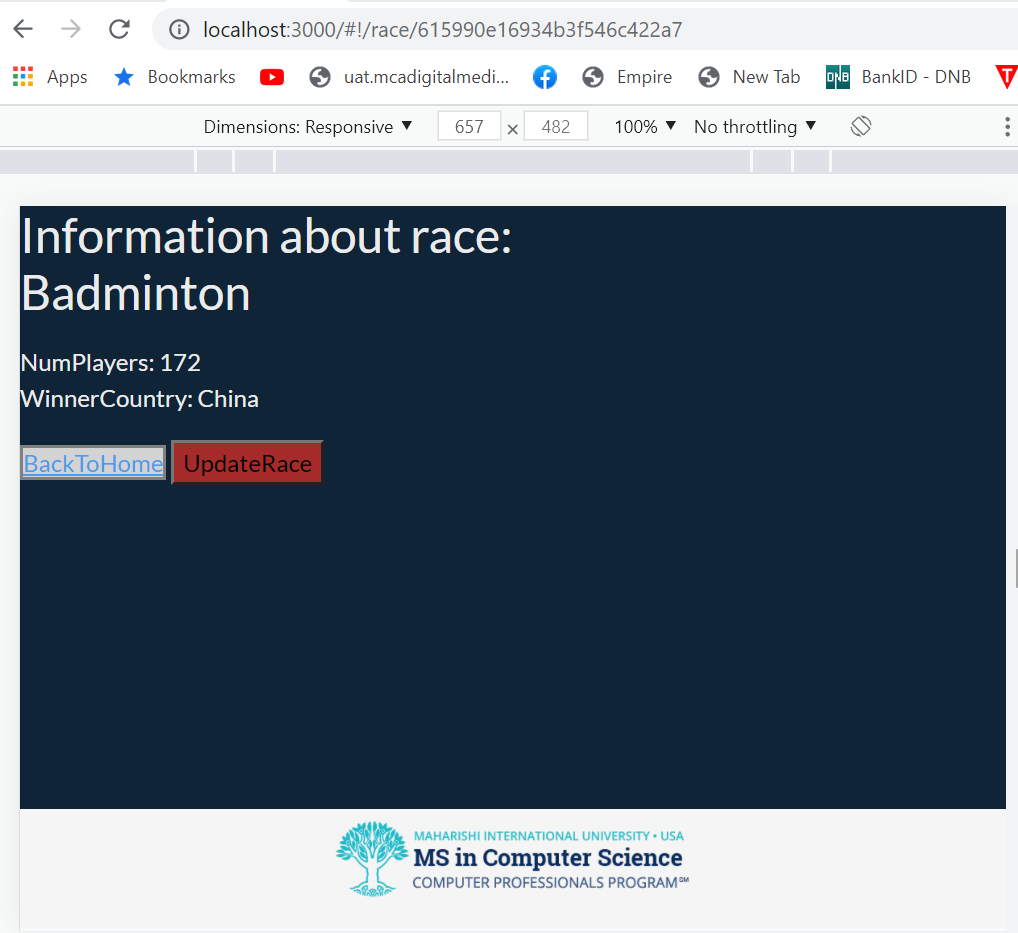 localhost:3000/#!/race/615990e16934b3f546c422a7
Apps Bookmarks uat.mcadigitalmedi... Empire New Tab DNB BankID - DNB T
Dimensions: Responsive ▼ 657 × 482 100% ▼ No throttling ▼
Information about race:
Badminton
NumPlayers: 172
WinnerCountry: China
BackToHome UpdateRace
MAHARISHI INTERNATIONAL UNIVERSITY • USA
MS in Computer Science
COMPUTER PROFESSIONALS PROGRAM℠